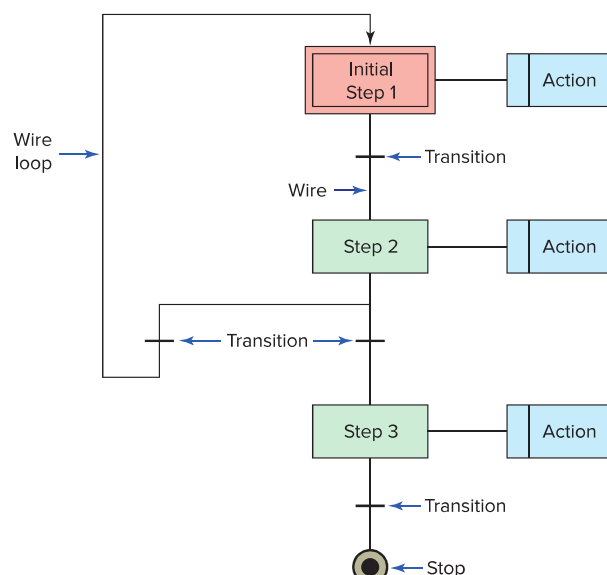 Initial
Step 1
Action
Wire
loop
Transition
Wire
Step 2
Action
Transition
Step 3
Action
Transition
Stop